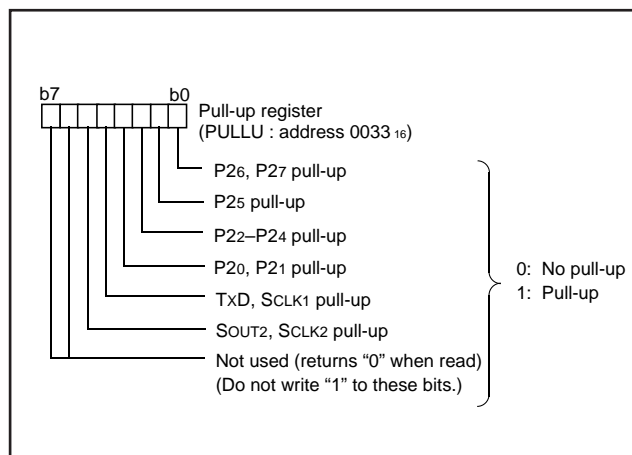 b7 b0
Pull-up register
(PULLU : address 0033 16)
P26, P27 pull-up
P25 pull-up
P22–P24 pull-up
P20, P21 pull-up
TxD, SCLK1 pull-up
SOUT2, SCLK2 pull-up
Not used (returns “0” when read)
(Do not write “1” to these bits.)
0: No pull-up
1: Pull-up